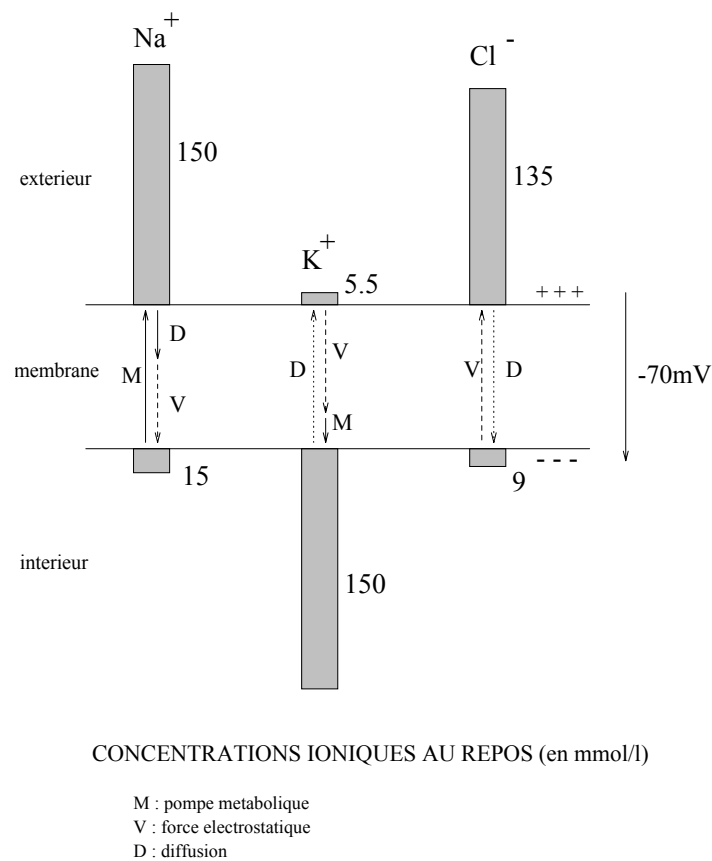 Na+
Cl -
150
exterieur
135
K+
5.5
+ + +
D
V
membrane
M
D
V
D
-70mV
V
M
15
9
- - -
interieur
150
CONCENTRATIONS IONIQUES AU REPOS (en mmol/l)
M : pompe metabolique
V : force electrostatique
D : diffusion